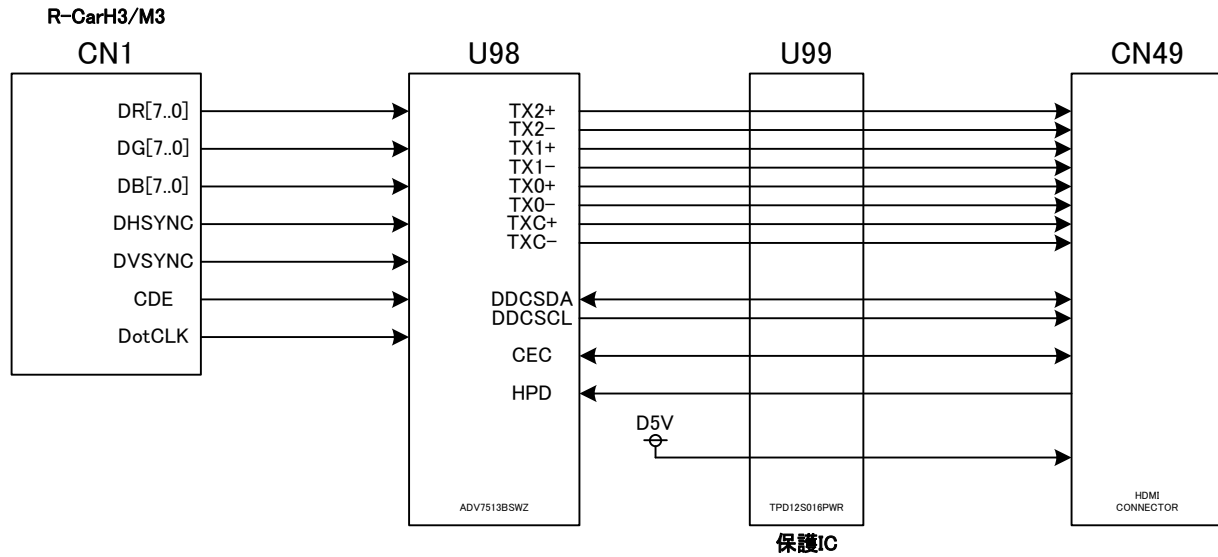 R-CarH3/M3
CN1
U98
U99
CN49
DR[7..0]
DG[7..0]
DB[7..0]
DHSYNC
DVSYNC
CDE
DotCLK
TX2+
TX2-
TX1+
TX1-
TX0+
TX0-
TXC+
TXC-
DDCSDA
DDCSCL
CEC
HPD
D5V
ADV7513BSWZ
TPD12S016PWR
HDMI
CONNECTOR
保護IC